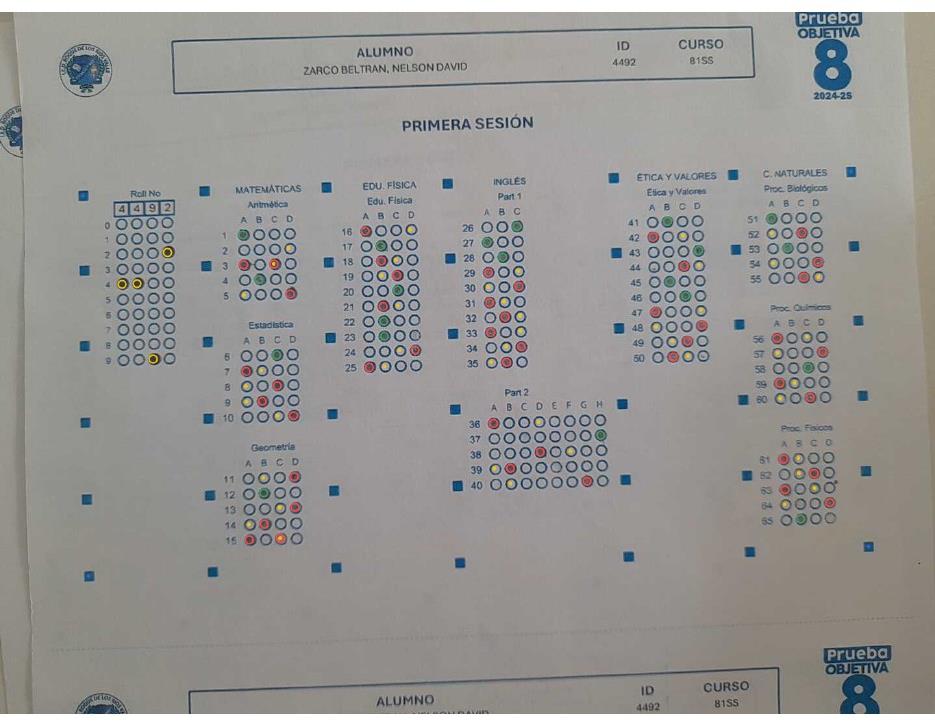 Prueba
OBJETIVA
8
2024-25
ALUMNO
ZARCO BELTRAN, NELSON DAVID
ID
4492
CURSO
81SS
PRIMERA SESIÓN
Roll No
4 4 9 2
0
1
2
3
4
5
6
7
8
9
MATEMÁTICAS
Aritmética
A B C D
1
2
3
4
5
Estadística
A B C D
6
7
8
9
10
Geometría
A B C D
11
12
13
14
15
EDU. FÍSICA
Edu. Física
A B C D
16
17
18
19
20
21
22
23
24
25
INGLÉS
Part 1
A B C
26
27
28
29
30
31
32
33
34
35
Part 2
A B C D E F G H
36
37
38
39
40
ÉTICA Y VALORES
Ética y Valores
A B C D
41
42
43
44
45
46
47
48
49
50
C. NATURALES
Proc. Biológicos
A B C D
51
52
53
54
55
Proc. Químicos
A B C D
56
57
58
59
60
Proc. Físicos
A B C D
61
62
63
64
65
Prueba
OBJETIVA
8
ALUMNO
ID
4492
CURSO
81SS